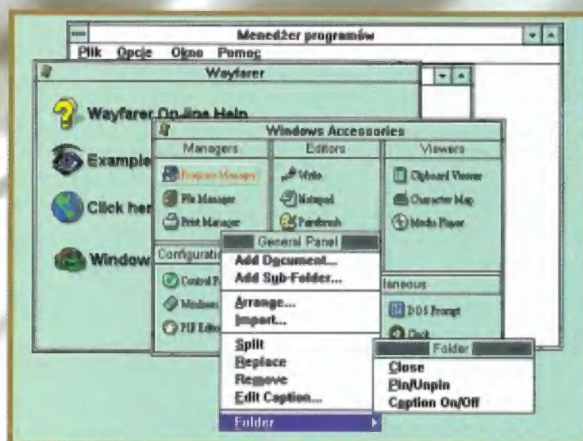 Menedżer programów
Plik Opcje Okno Pomoc
Wayfarer
Wayfarer On-line Help
Example
Click her
Window
Windows Accessories
Managers Editors Viewers
Program Manager Write Clipboard Viewer
File Manager Notepad Character Map
Print Manager Paintbrush Media Player
Configurati laneous
Control P DOS Prompt
Windows Clock
PIF Edito
General Panel
Add Document...
Add Sub-Folder...
Arrange...
Import...
Split
Replace
Remove
Edit Caption...
Folder
Folder
Close
Pin/Unpin
Caption On/Off